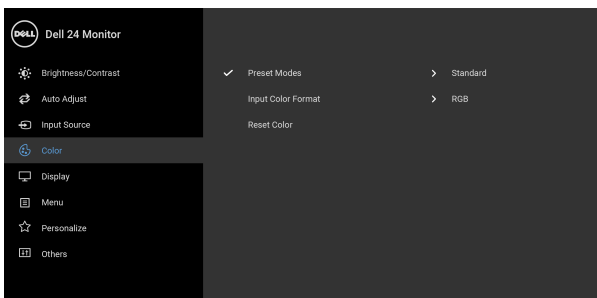 DELL Dell 24 Monitor
Brightness/Contrast
Auto Adjust
Input Source
Color
Display
Menu
Personalize
Others
Preset Modes Standard
Input Color Format RGB
Reset Color